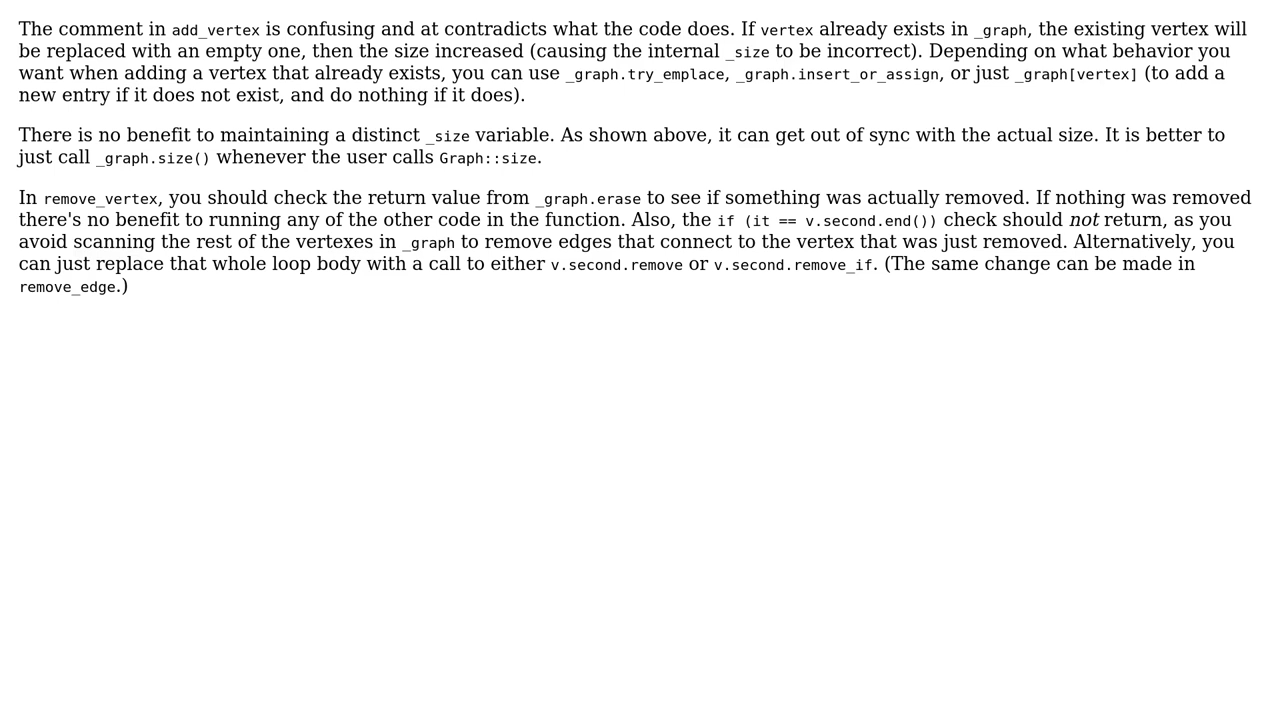 The comment in add_vertex is confusing and at contradicts what the code does. If vertex already exists in _graph, the existing vertex will
be replaced with an empty one, then the size increased (causing the internal _size to be incorrect). Depending on what behavior you
want when adding a vertex that already exists, you can use _graph.try_emplace, _graph.insert_or_assign, or just _graph[vertex] (to add a
new entry if it does not exist, and do nothing if it does).
There is no benefit to maintaining a distinct _size variable. As shown above, it can get out of sync with the actual size. It is better to
just call _graph.size() whenever the user calls Graph::size.
In remove_vertex, you should check the return value from _graph.erase to see if something was actually removed. If nothing was removed
there's no benefit to running any of the other code in the function. Also, the if (it == v.second.end()) check should not return, as you
avoid scanning the rest of the vertexes in _graph to remove edges that connect to the vertex that was just removed. Alternatively, you
can just replace that whole loop body with a call to either v.second.remove or v.second.remove_if. (The same change can be made in
remove_edge.)